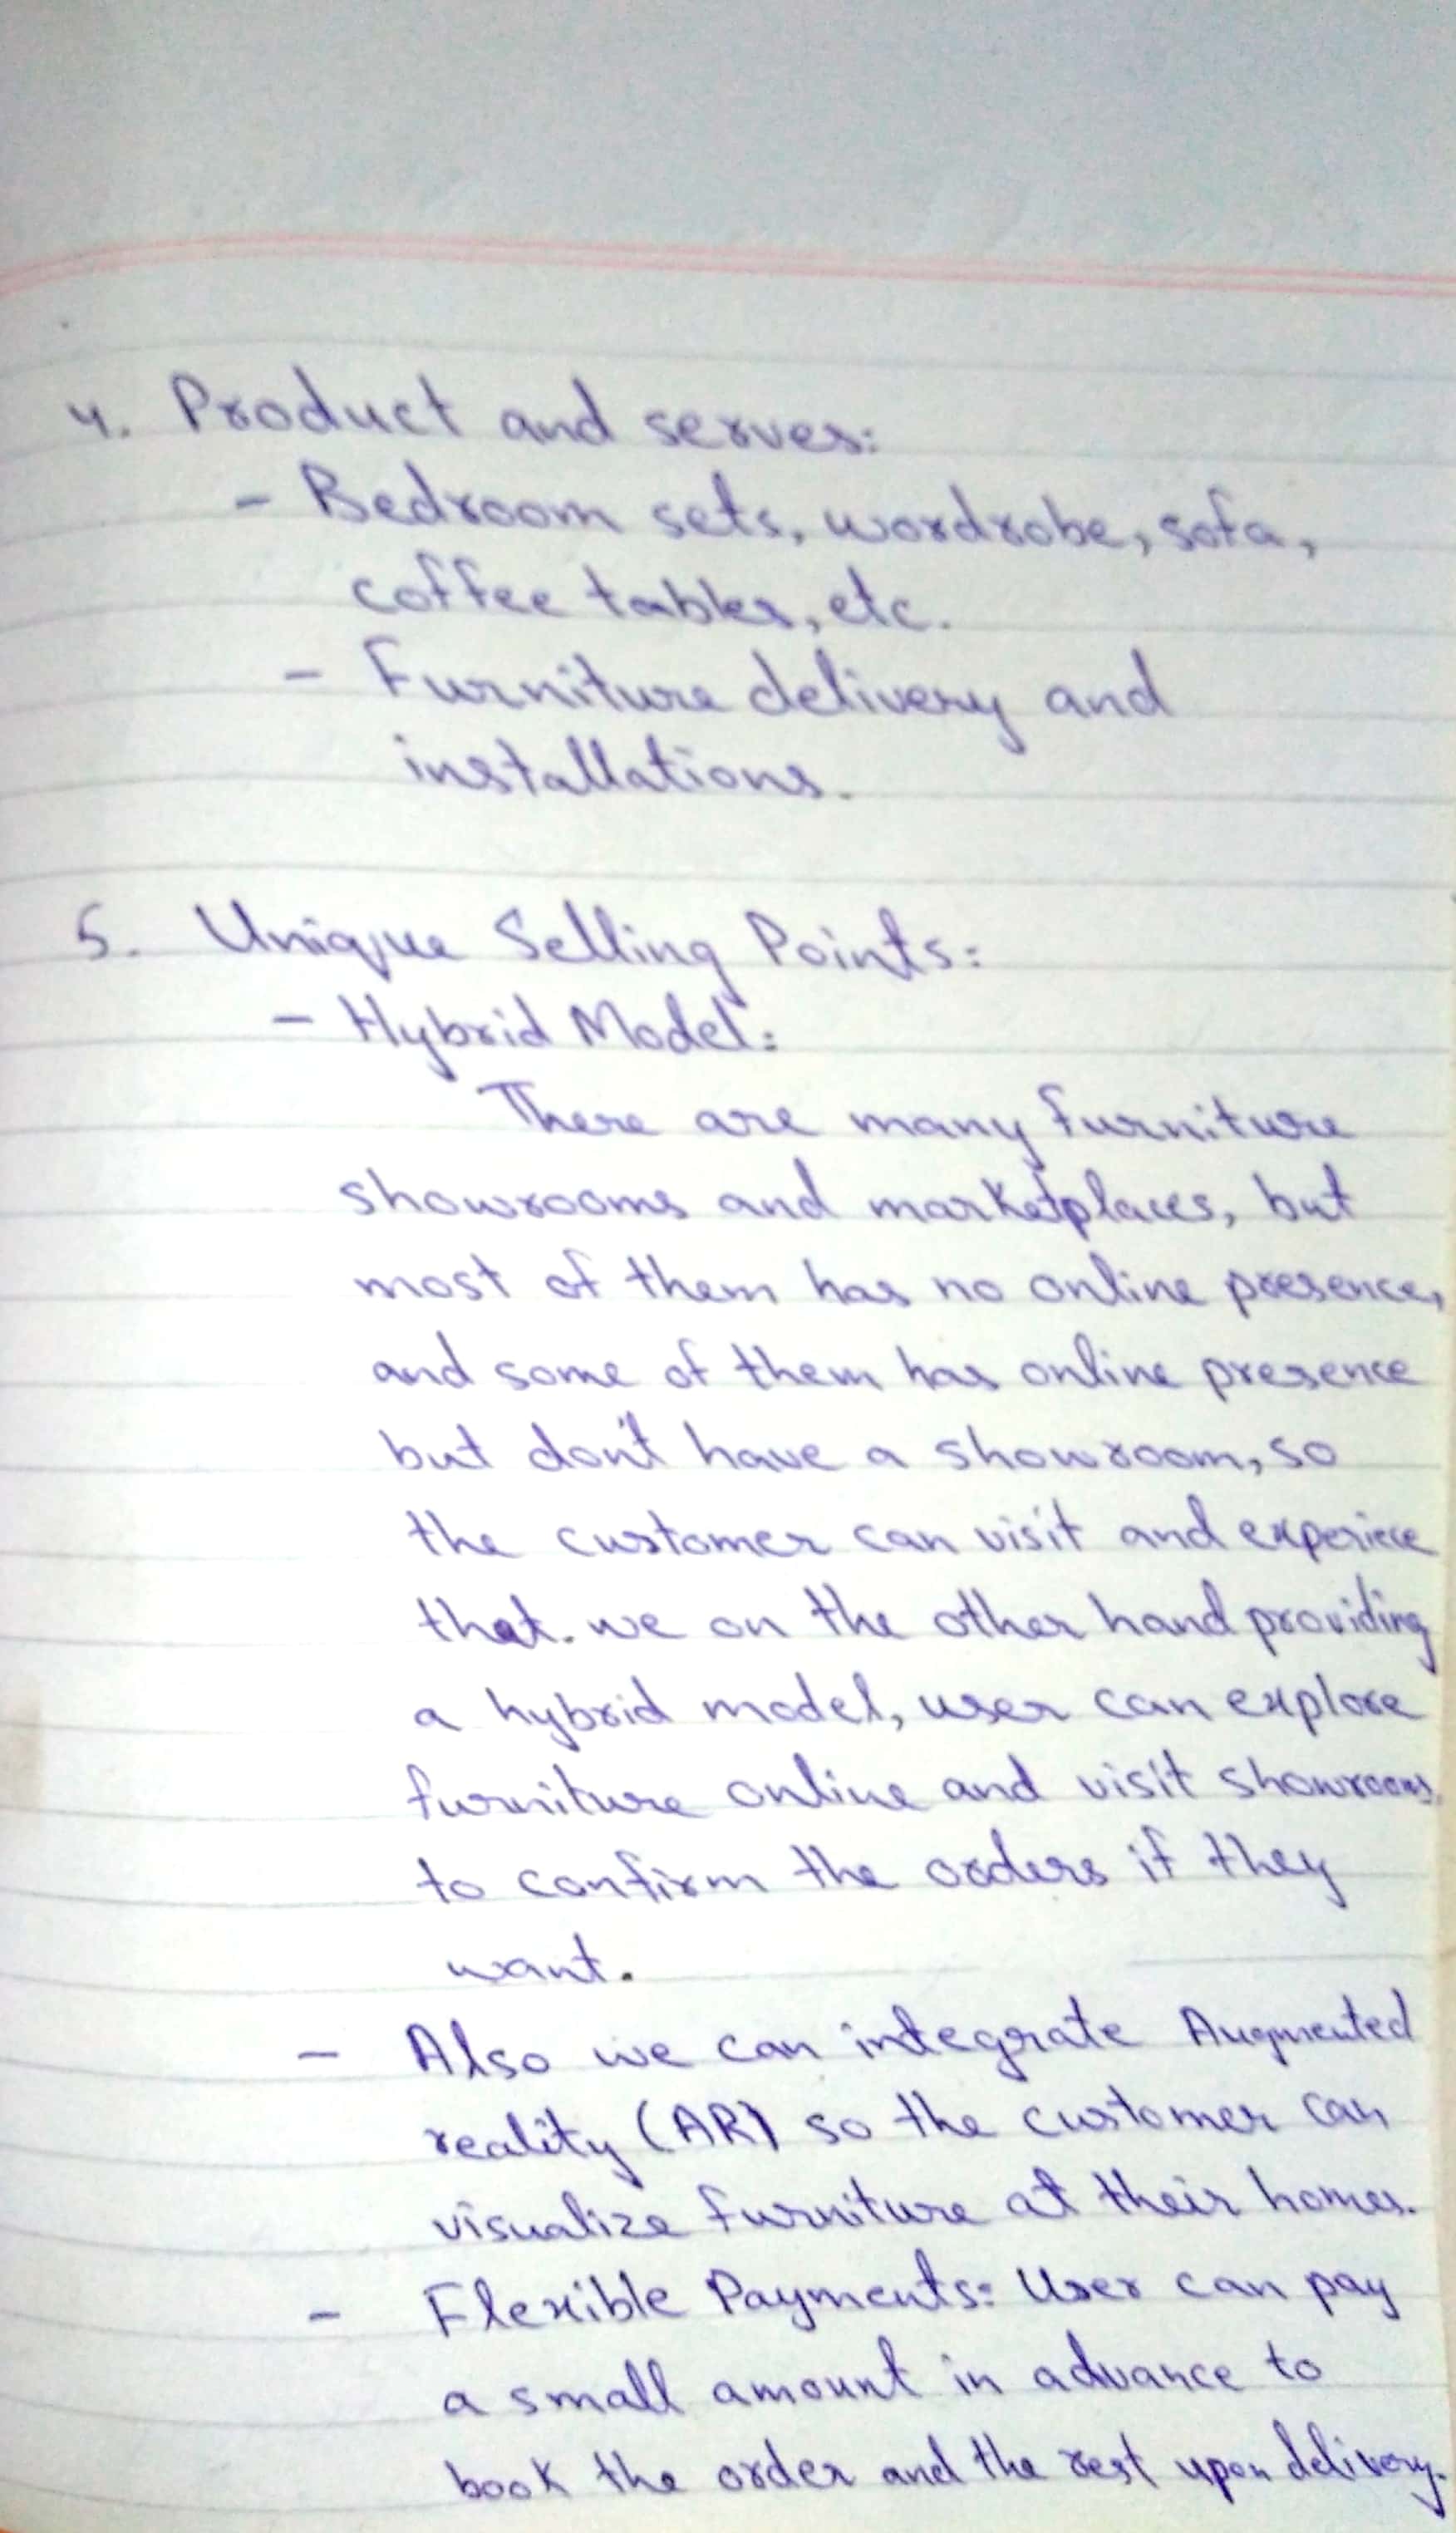 4. Product and serves:
- Bedroom sets, wordrobe, sofa,
coffee tables, etc.
- Furniture delivery and
installations.
5. Unique Selling Points:
- Hybrid Model:
There are many furniture
showrooms and marketplaces, but
most of them has no online presence,
and some of them has online presence
but don't have a showroom, so
the customer can visit and experiece
that. we on the other hand providing
a hybrid model, user can explore
furniture online and visit showrooms
to confirm the orders if they
want.
- Also we can integrate Augmented
reality (AR) so the customer can
visualize furniture at their homes.
- Flexible Payments: User can pay
a small amount in advance to
book the order and the rest upon delivery.